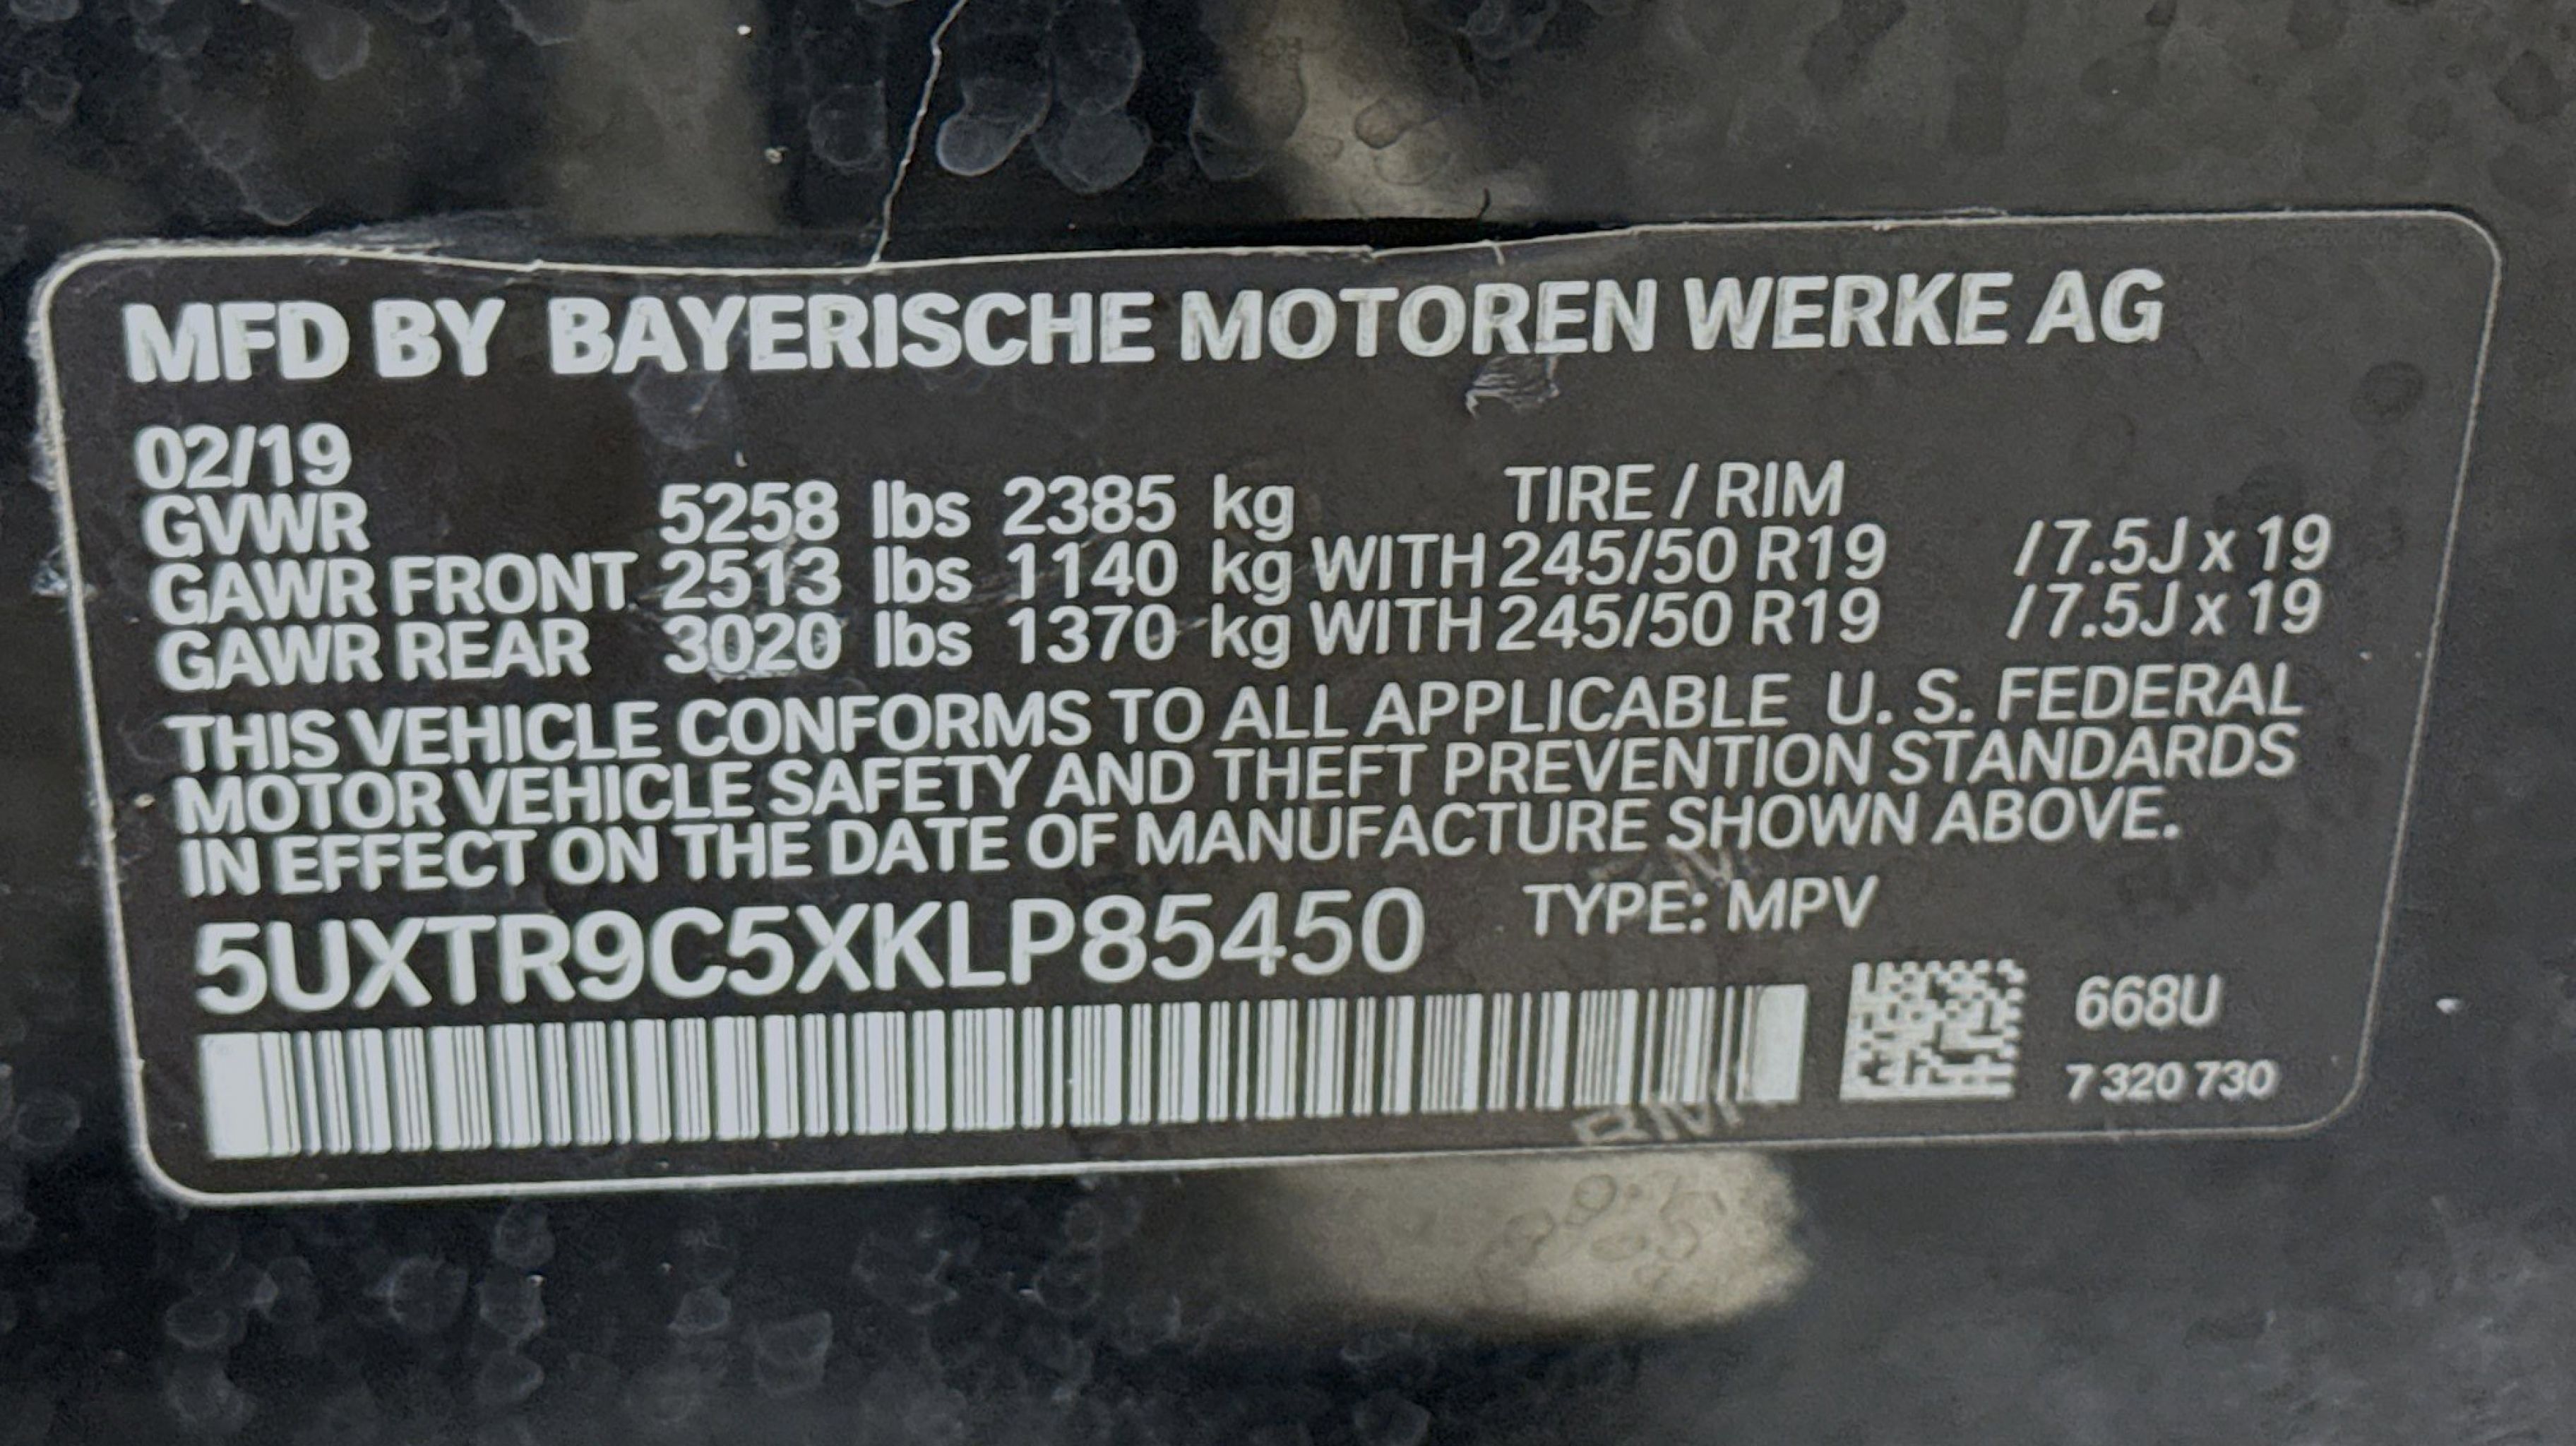 MFD BY BAYERISCHE MOTOREN WERKE AG
02/19
GVWR 5258 lbs 2385 kg TIRE / RIM
GAWR FRONT 2513 lbs 1140 kg WITH 245/50 R19 /7.5J x 19
GAWR REAR 3020 lbs 1370 kg WITH 245/50 R19 /7.5J x 19
THIS VEHICLE CONFORMS TO ALL APPLICABLE U. S. FEDERAL
MOTOR VEHICLE SAFETY AND THEFT PREVENTION STANDARDS
IN EFFECT ON THE DATE OF MANUFACTURE SHOWN ABOVE.
5UXTR9C5XKLP85450 TYPE: MPV
668U
7 320 730